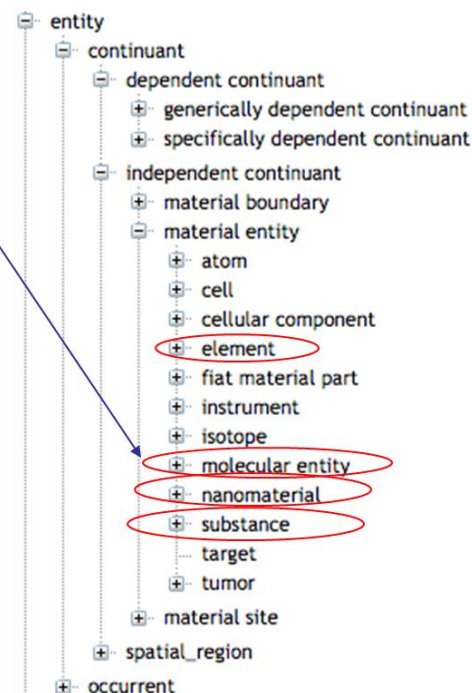 entity
continuant
dependent continuant
generically dependent continuant
specifically dependent continuant
independent continuant
material boundary
material entity
atom
cell
cellular component
element
fiat material part
instrument
isotope
molecular entity
nanomaterial
substance
target
tumor
material site
spatial_region
occurrent